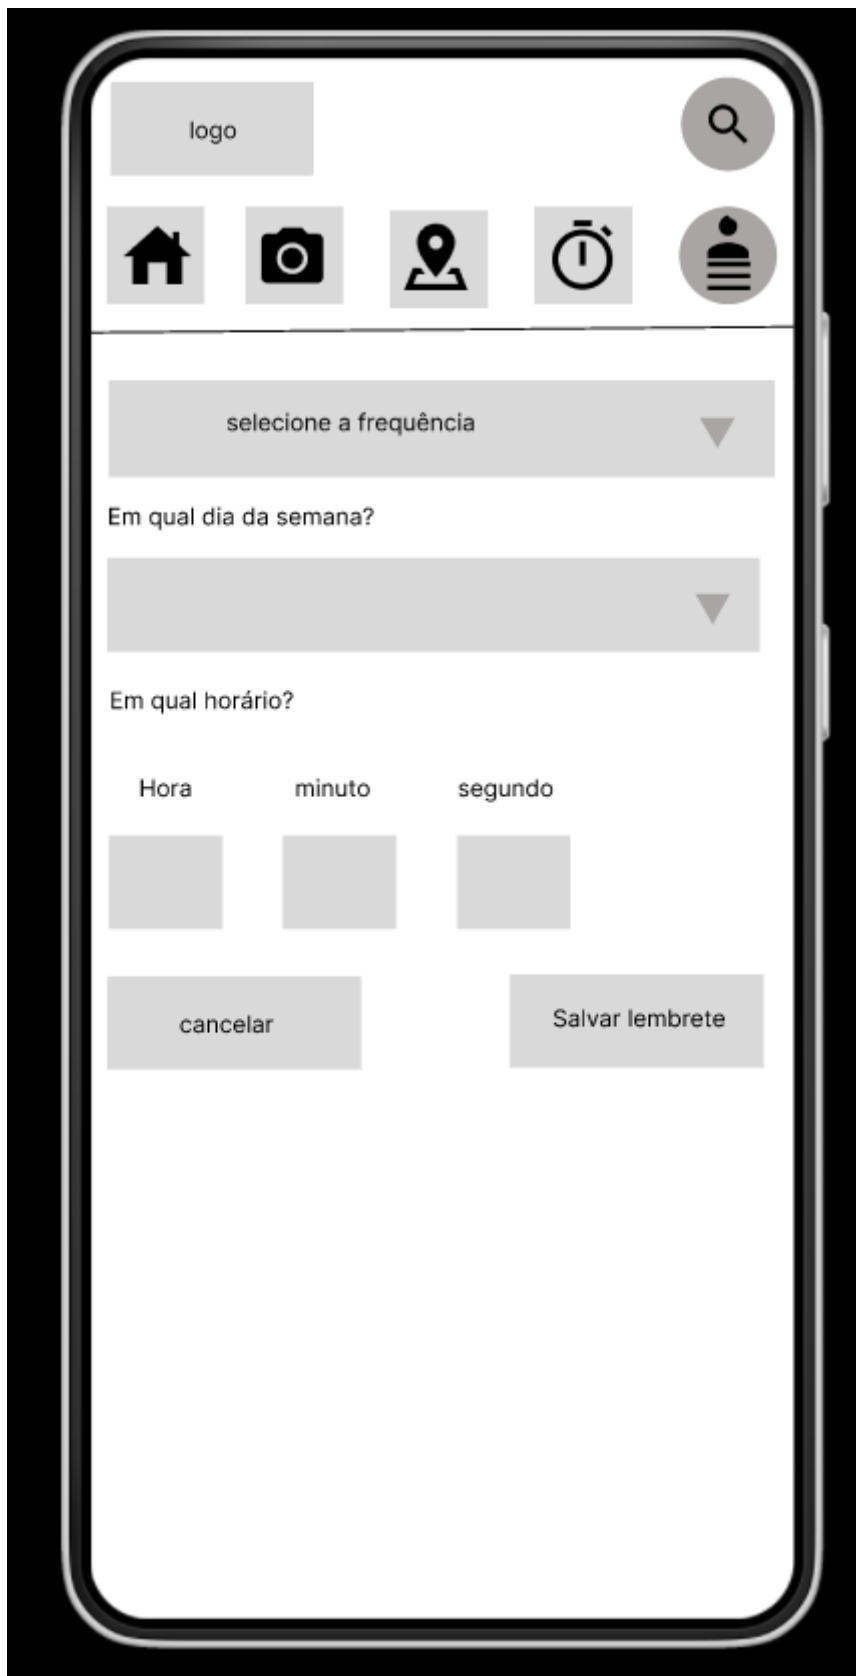 logo
selecione a frequência
Em qual dia da semana?
Em qual horário?
Hora minuto segundo
cancelar Salvar lembrete